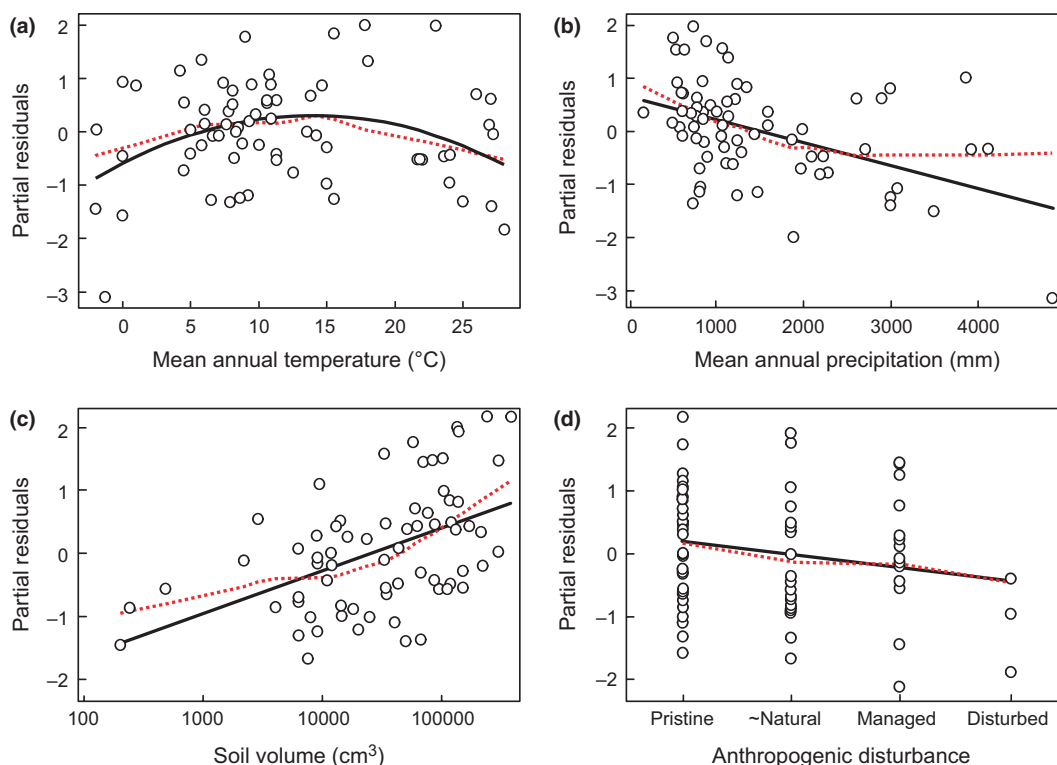 (a)
Partial residuals
2
1
0
–1
–2
–3
0 5 10 15 20 25
Mean annual temperature (°C)
(b)
Partial residuals
2
1
0
–1
–2
–3
0 1000 2000 3000 4000
Mean annual precipitation (mm)
(c)
Partial residuals
2
1
0
–1
–2
100 1000 10000 100000
Soil volume (cm³)
(d)
Partial residuals
2
1
0
–1
–2
Pristine ~Natural Managed Disturbed
Anthropogenic disturbance